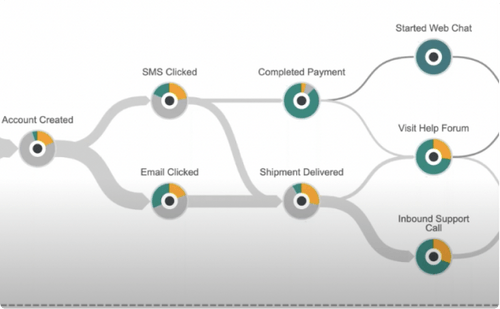 Started Web Chat
SMS Clicked
Completed Payment
Account Created
Visit Help Forum
Email Clicked
Shipment Delivered
Inbound Support
Call